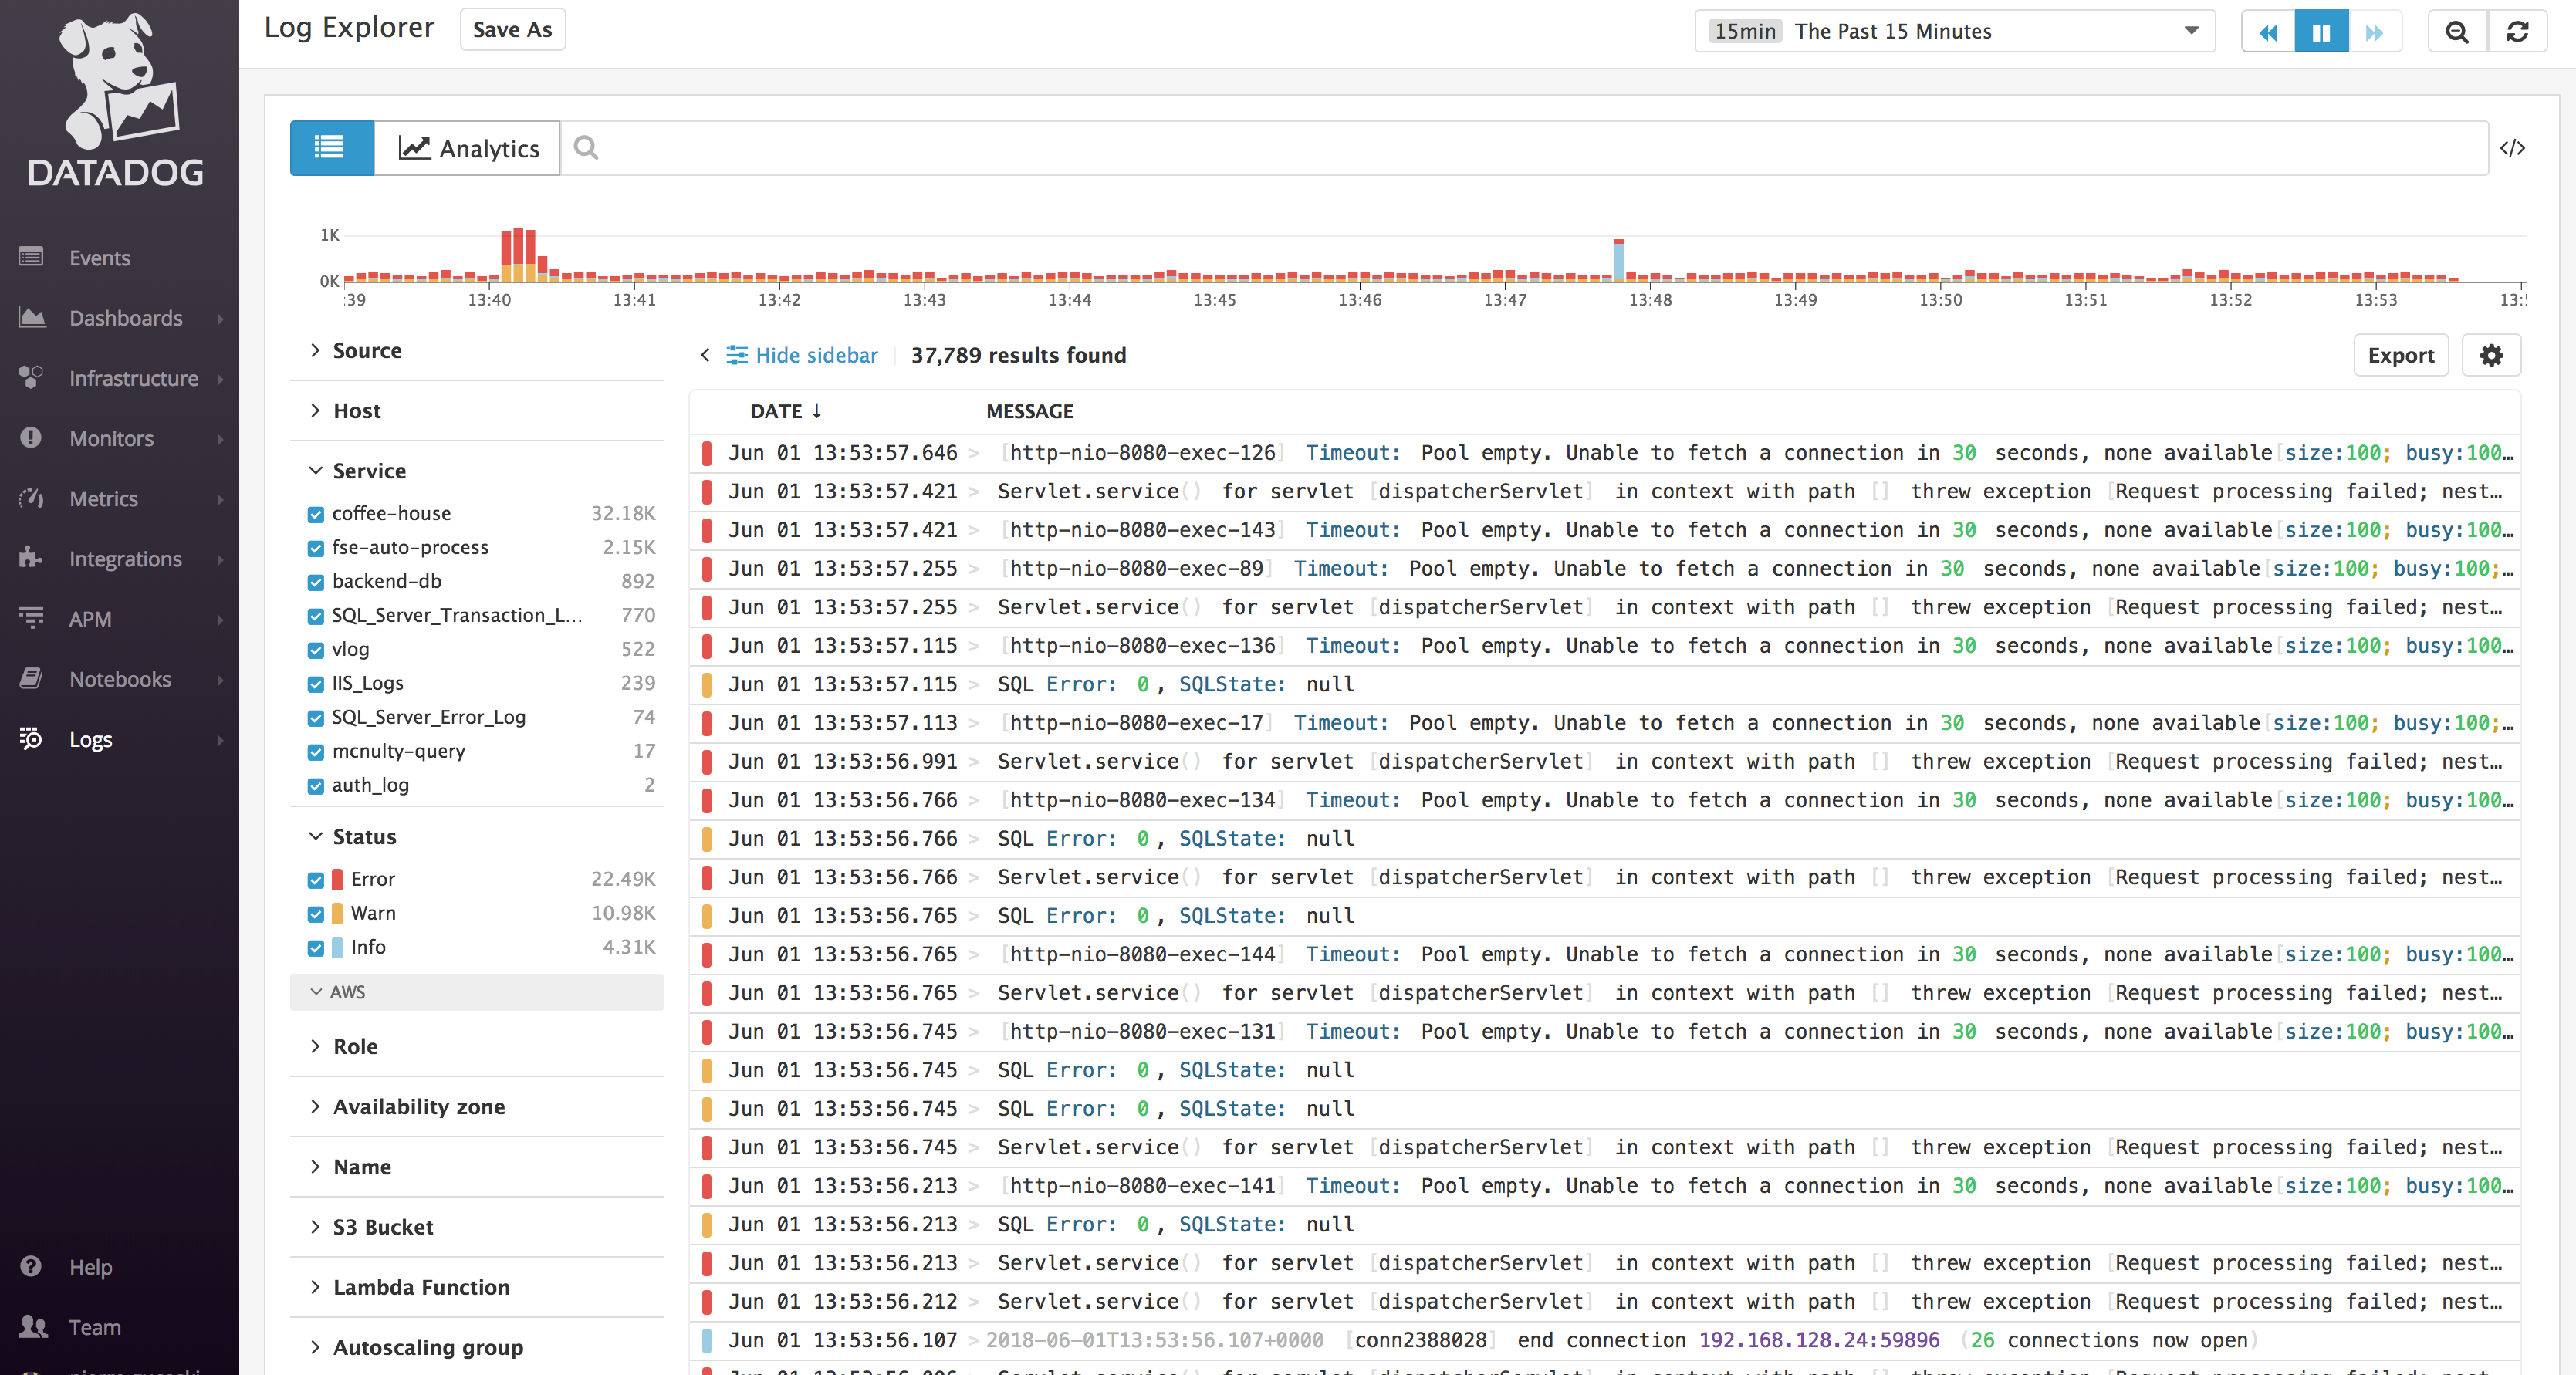 DATADOG
Events
Dashboards
Infrastructure
Monitors
Metrics
Integrations
APM
Notebooks
Logs
Help
Team
Log Explorer
Save As
15min The Past 15 Minutes
Analytics
</>
1K
0K
:39 13:40 13:41 13:42 13:43 13:44 13:45 13:46 13:47 13:48 13:49 13:50 13:51 13:52 13:53
Source
Host
Service
coffee-house 32.18K
fse-auto-process 2.15K
backend-db 892
SQL_Server_Transaction_L... 770
vlog 522
IIS_Logs 239
SQL_Server_Error_Log 74
mcnulty-query 17
auth_log 2
Status
Error 22.49K
Warn 10.98K
Info 4.31K
AWS
Role
Availability zone
Name
S3 Bucket
Lambda Function
Autoscaling group
Hide sidebar 37,789 results found
Export
DATE ↓ MESSAGE
Jun 01 13:53:57.646 > [http-nio-8080-exec-126] Timeout: Pool empty. Unable to fetch a connection in 30 seconds, none available[size:100; busy:100...
Jun 01 13:53:57.421 > Servlet.service() for servlet [dispatcherServlet] in context with path [] threw exception [Request processing failed; nest...
Jun 01 13:53:57.421 > [http-nio-8080-exec-143] Timeout: Pool empty. Unable to fetch a connection in 30 seconds, none available[size:100; busy:100...
Jun 01 13:53:57.255 > [http-nio-8080-exec-89] Timeout: Pool empty. Unable to fetch a connection in 30 seconds, none available[size:100; busy:100;...
Jun 01 13:53:57.255 > Servlet.service() for servlet [dispatcherServlet] in context with path [] threw exception [Request processing failed; nest...
Jun 01 13:53:57.115 > [http-nio-8080-exec-136] Timeout: Pool empty. Unable to fetch a connection in 30 seconds, none available[size:100; busy:100...
Jun 01 13:53:57.115 > SQL Error: 0, SQLState: null
Jun 01 13:53:57.113 > [http-nio-8080-exec-17] Timeout: Pool empty. Unable to fetch a connection in 30 seconds, none available[size:100; busy:100;...
Jun 01 13:53:56.991 > Servlet.service() for servlet [dispatcherServlet] in context with path [] threw exception [Request processing failed; nest...
Jun 01 13:53:56.766 > [http-nio-8080-exec-134] Timeout: Pool empty. Unable to fetch a connection in 30 seconds, none available[size:100; busy:100...
Jun 01 13:53:56.766 > SQL Error: 0, SQLState: null
Jun 01 13:53:56.766 > Servlet.service() for servlet [dispatcherServlet] in context with path [] threw exception [Request processing failed; nest...
Jun 01 13:53:56.765 > SQL Error: 0, SQLState: null
Jun 01 13:53:56.765 > [http-nio-8080-exec-144] Timeout: Pool empty. Unable to fetch a connection in 30 seconds, none available[size:100; busy:100...
Jun 01 13:53:56.765 > Servlet.service() for servlet [dispatcherServlet] in context with path [] threw exception [Request processing failed; nest...
Jun 01 13:53:56.745 > [http-nio-8080-exec-131] Timeout: Pool empty. Unable to fetch a connection in 30 seconds, none available[size:100; busy:100...
Jun 01 13:53:56.745 > SQL Error: 0, SQLState: null
Jun 01 13:53:56.745 > SQL Error: 0, SQLState: null
Jun 01 13:53:56.745 > Servlet.service() for servlet [dispatcherServlet] in context with path [] threw exception [Request processing failed; nest...
Jun 01 13:53:56.213 > [http-nio-8080-exec-141] Timeout: Pool empty. Unable to fetch a connection in 30 seconds, none available[size:100; busy:100...
Jun 01 13:53:56.213 > SQL Error: 0, SQLState: null
Jun 01 13:53:56.213 > Servlet.service() for servlet [dispatcherServlet] in context with path [] threw exception [Request processing failed; nest...
Jun 01 13:53:56.212 > Servlet.service() for servlet [dispatcherServlet] in context with path [] threw exception [Request processing failed; nest...
Jun 01 13:53:56.107 > 2018-06-01T13:53:56.107+0000 [conn2388028] end connection 192.168.128.24:59896 (26 connections now open)